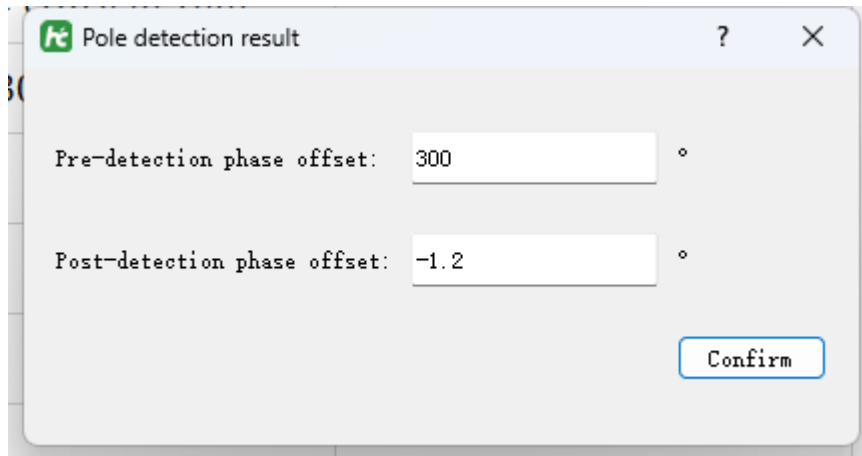 Pole detection result
Pre-detection phase offset: 300 °
Post-detection phase offset: -1.2 °
Confirm